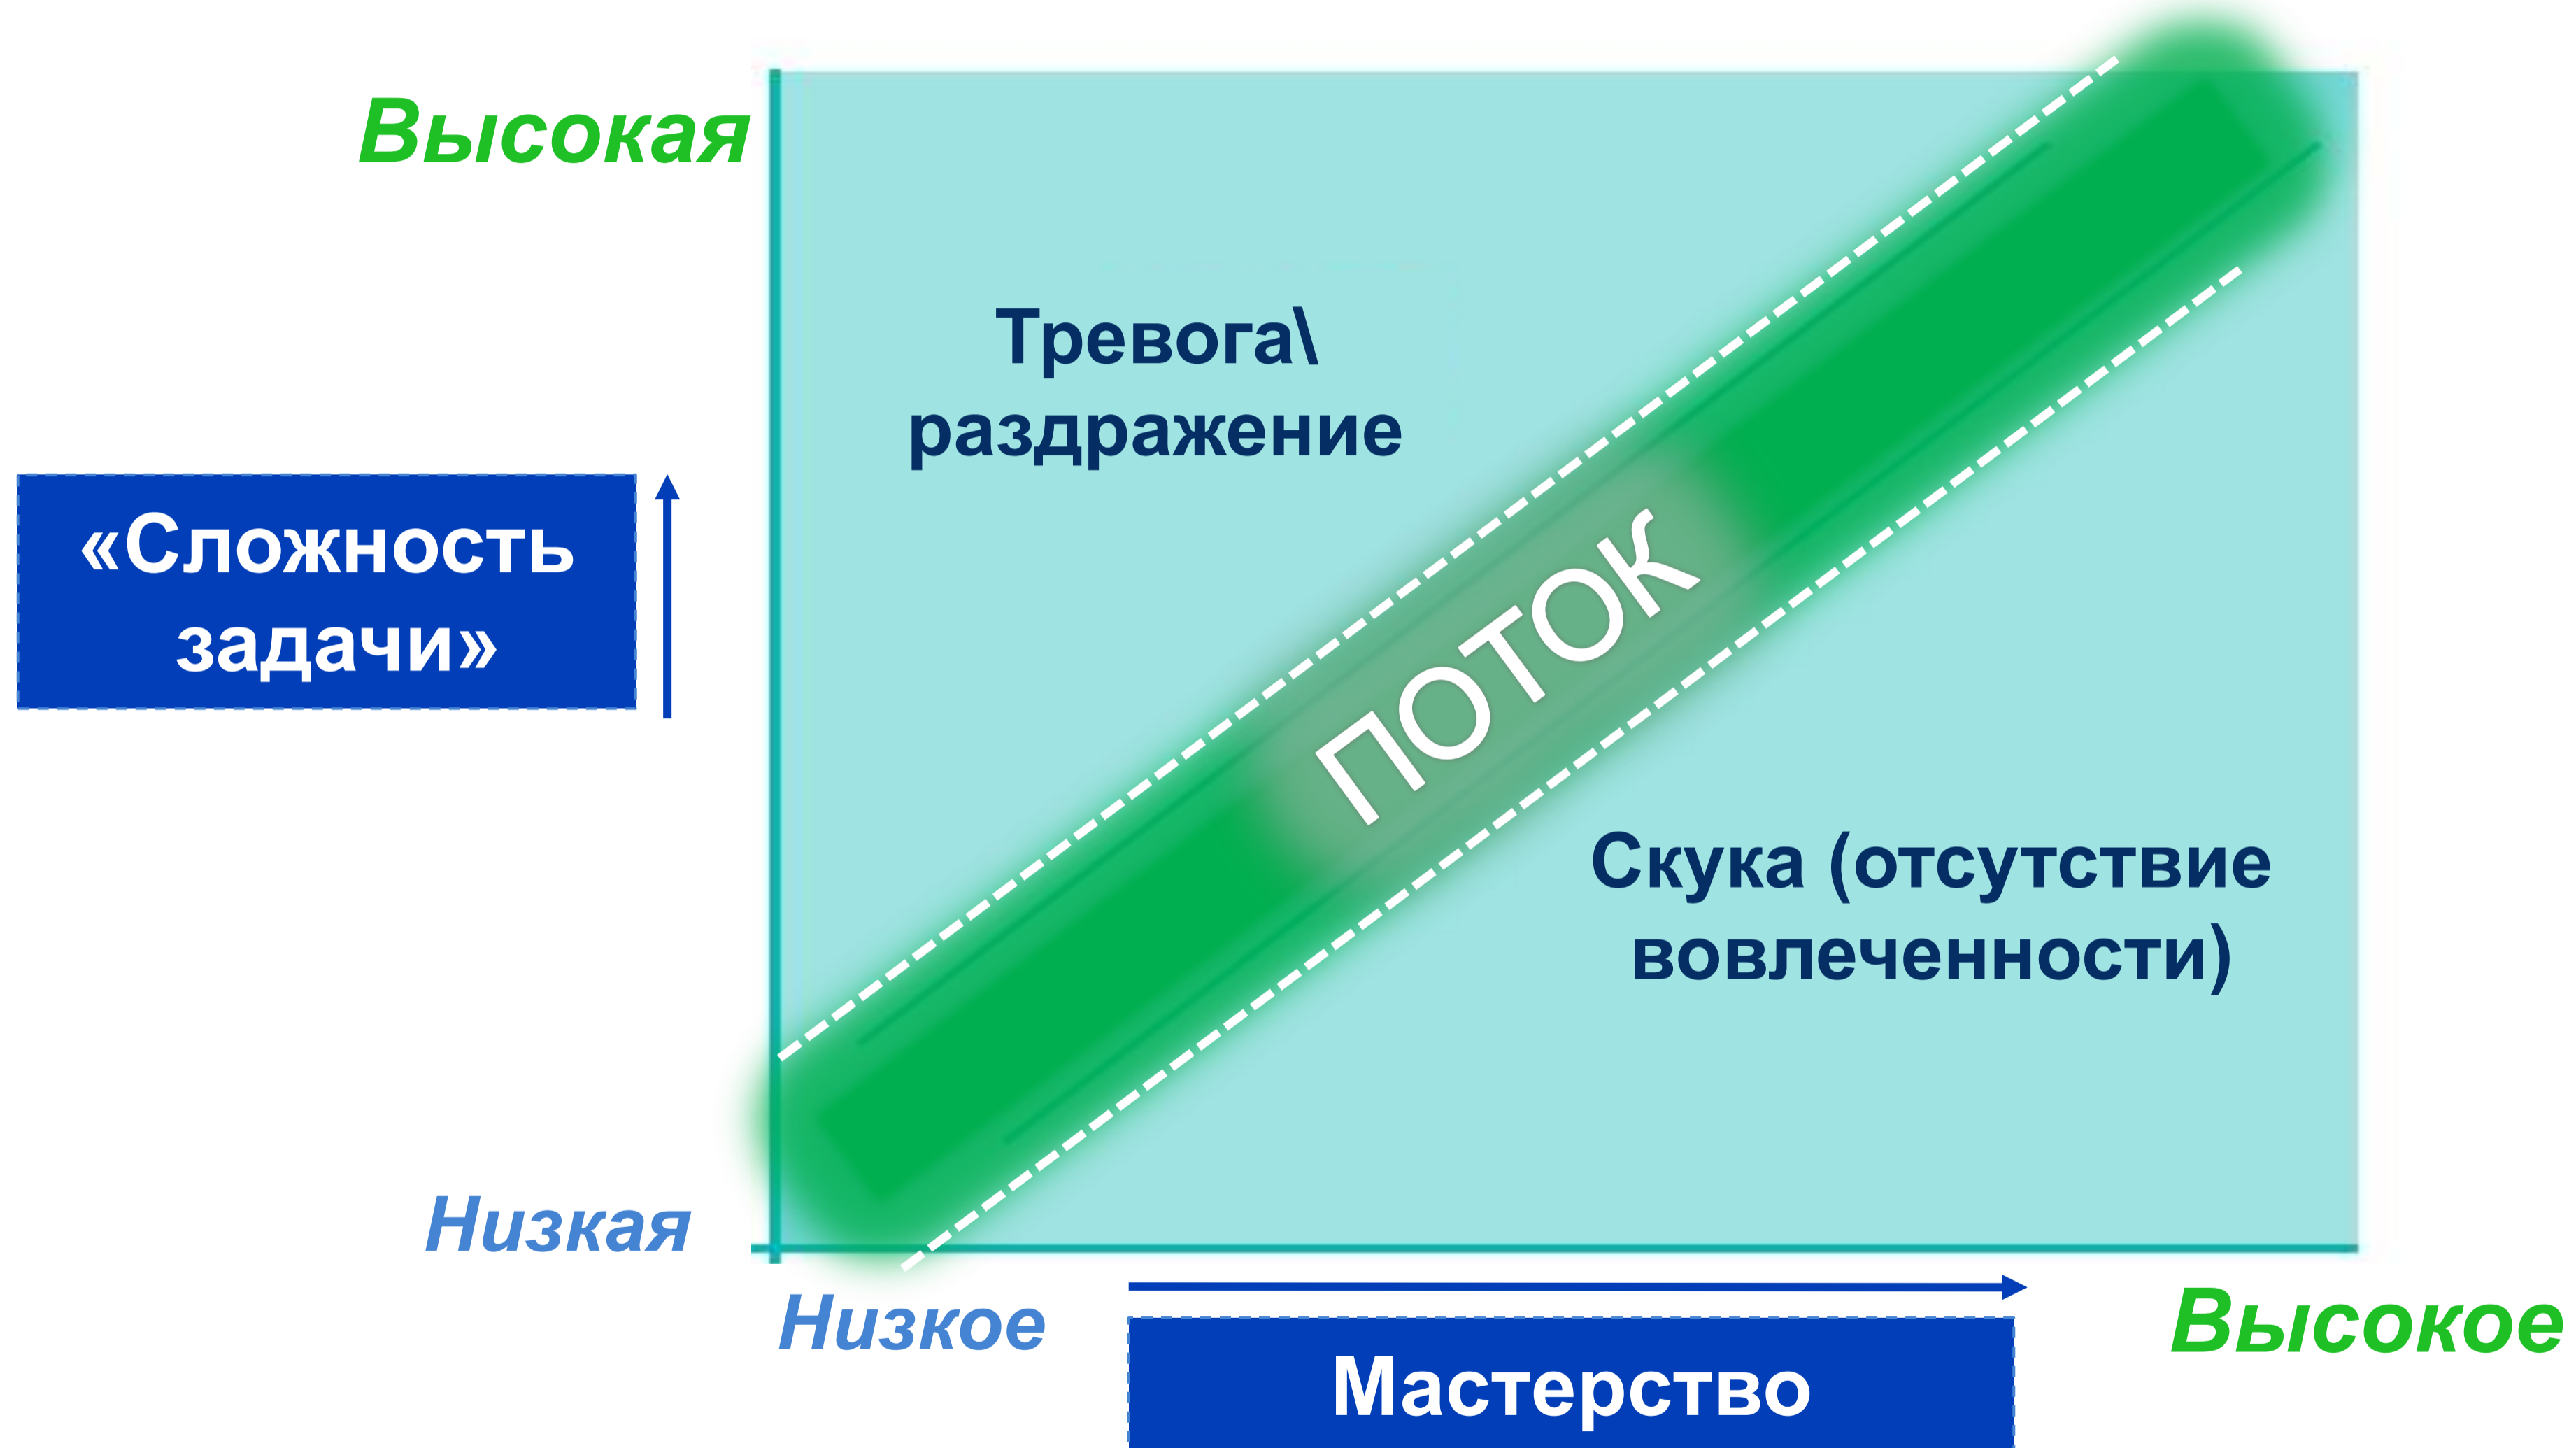 Высокая
Тревога\
раздражение
«Сложность
задачи»
ПОТОК
Скука (отсутствие
вовлеченности)
Низкая
Низкое
Высокое
Мастерство